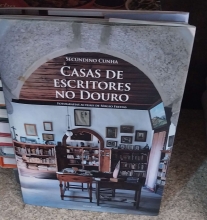 SECUNDINO CUNHA
CASAS DE
ESCRITORES
NO DOURO